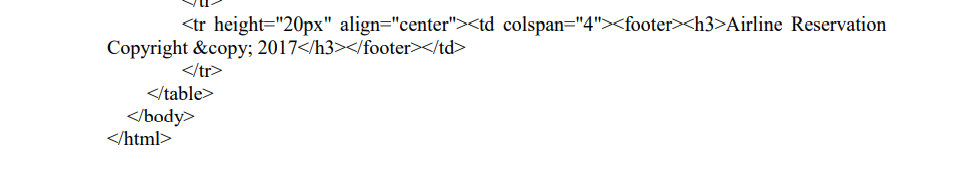 </tr>
<tr height="20px" align="center"><td colspan="4"><footer><h3>Airline Reservation
Copyright &copy; 2017</h3></footer></td>
</tr>
</table>
</body>
</html>